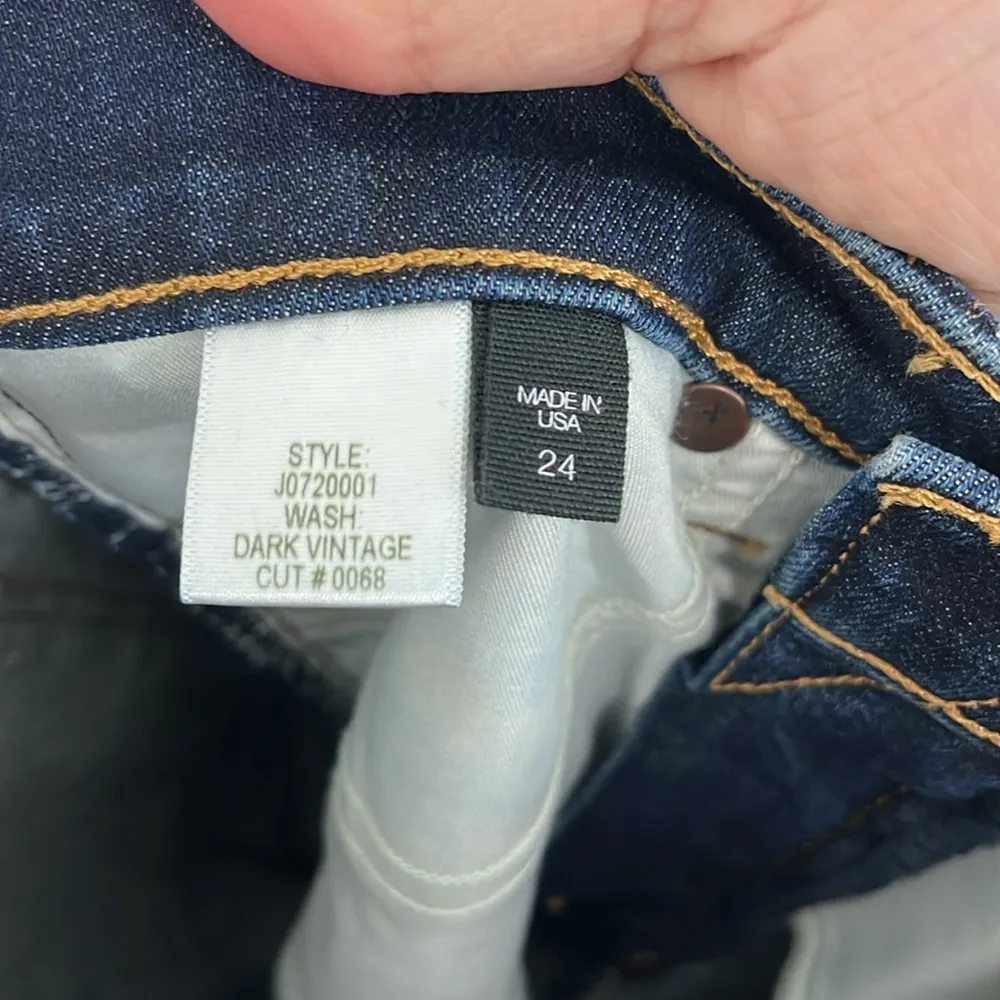 STYLE:
J0720001
WASH:
DARK VINTAGE
CUT # 0068
MADE IN
USA
24